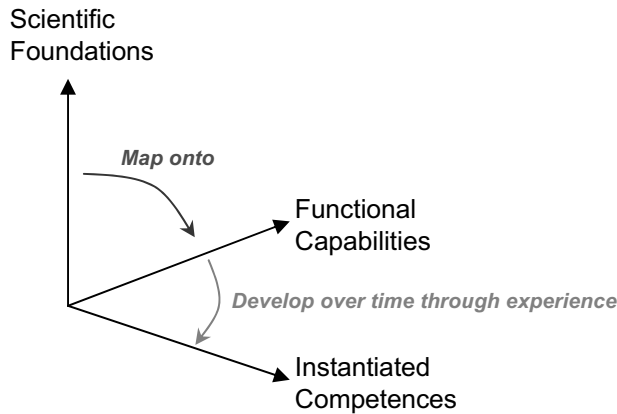 Scientific
Foundations
Map onto
Functional
Capabilities
Develop over time through experience
Instantiated
Competences